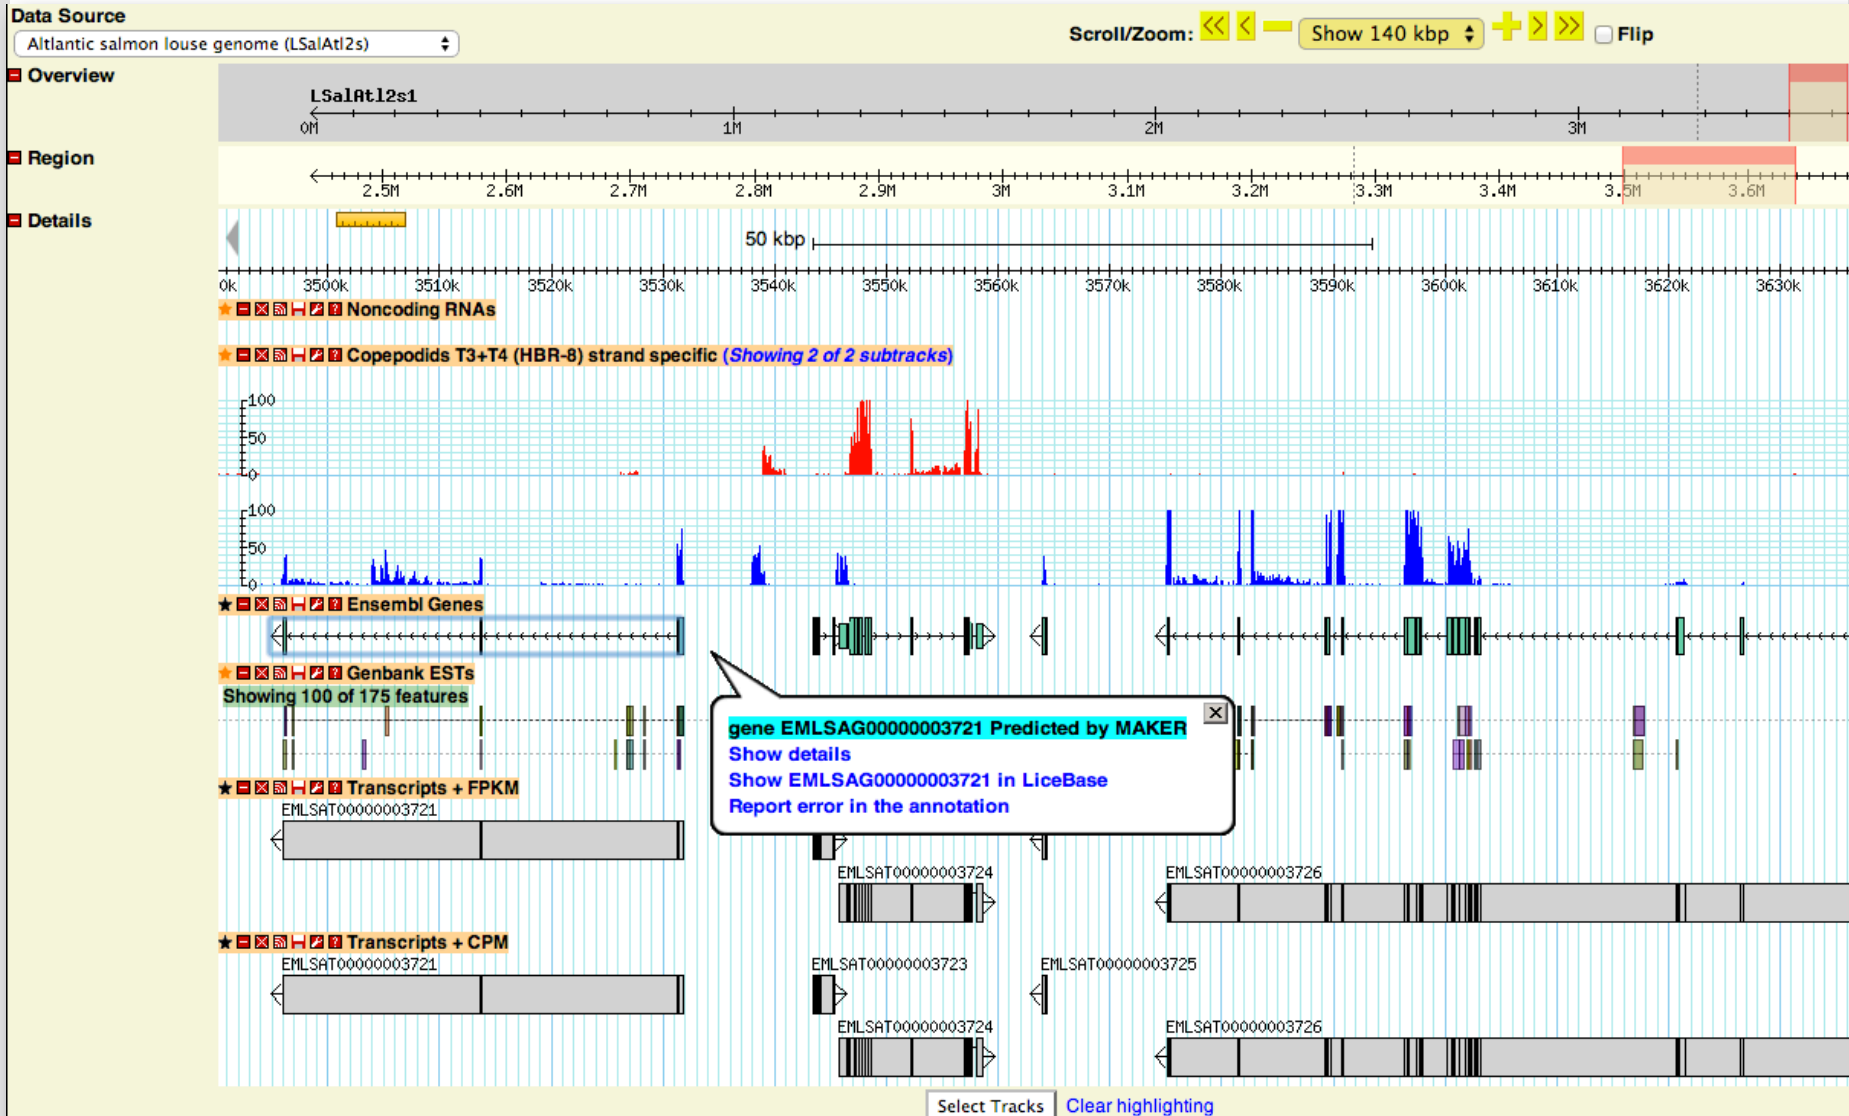 Data Source
Altlantic salmon louse genome (LSalAtl2s)
Scroll/Zoom: << < Show 140 kbp > >> Flip
Overview
LSalAtl2s1
0M 1M 2M 3M
Region
2.5M 2.6M 2.7M 2.8M 2.9M 3M 3.1M 3.2M 3.3M 3.4M 3.5M 3.6M
Details
50 kbp
0k 3500k 3510k 3520k 3530k 3540k 3550k 3560k 3570k 3580k 3590k 3600k 3610k 3620k 3630k
Noncoding RNAs
Copepodids T3+T4 (HBR-8) strand specific (Showing 2 of 2 subtracks)
100
50
0
100
50
0
Ensembl Genes
Genbank ESTs
Showing 100 of 175 features
gene EMLSAG00000003721 Predicted by MAKER
Show details
Show EMLSAG00000003721 in LiceBase
Report error in the annotation
Transcripts + FPKM
EMLSAT00000003721
EMLSAT00000003724 EMLSAT00000003726
Transcripts + CPM
EMLSAT00000003721 EMLSAT00000003723 EMLSAT00000003725
EMLSAT00000003724 EMLSAT00000003726
Select Tracks Clear highlighting